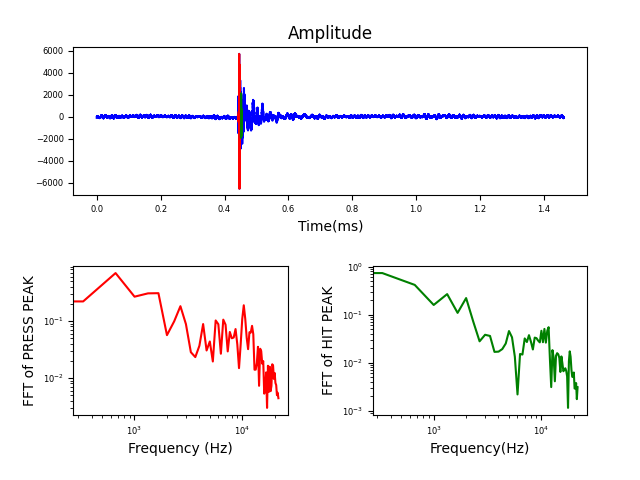 Amplitude
6000
4000
2000
0
−2000
−4000
−6000
0.0 0.2 0.4 0.6 0.8 1.0 1.2 1.4
Time(ms)
FFT of PRESS PEAK
10⁻¹
10⁻²
10³ 10⁴
Frequency (Hz)
FFT of HIT PEAK
10⁰
10⁻¹
10⁻²
10⁻³
10³ 10⁴
Frequency(Hz)